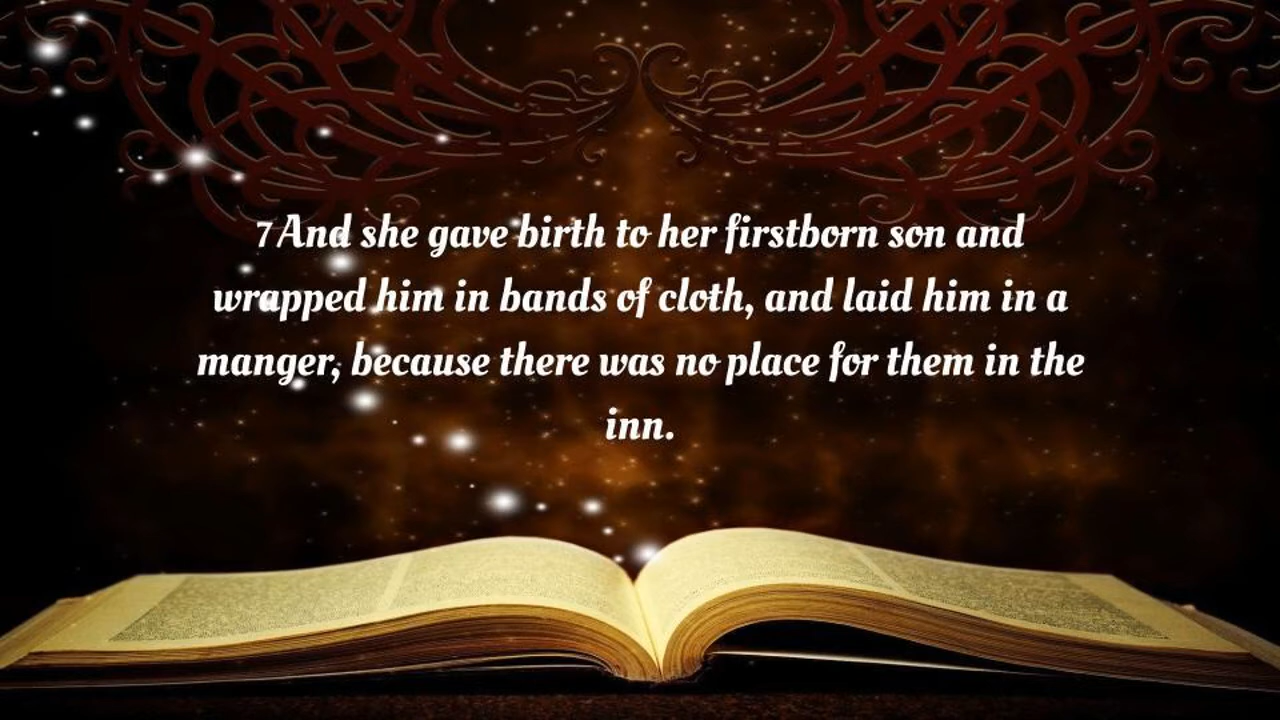 7 And she gave birth to her firstborn son and
wrapped him in bands of cloth, and laid him in a
manger, because there was no place for them in the
inn.